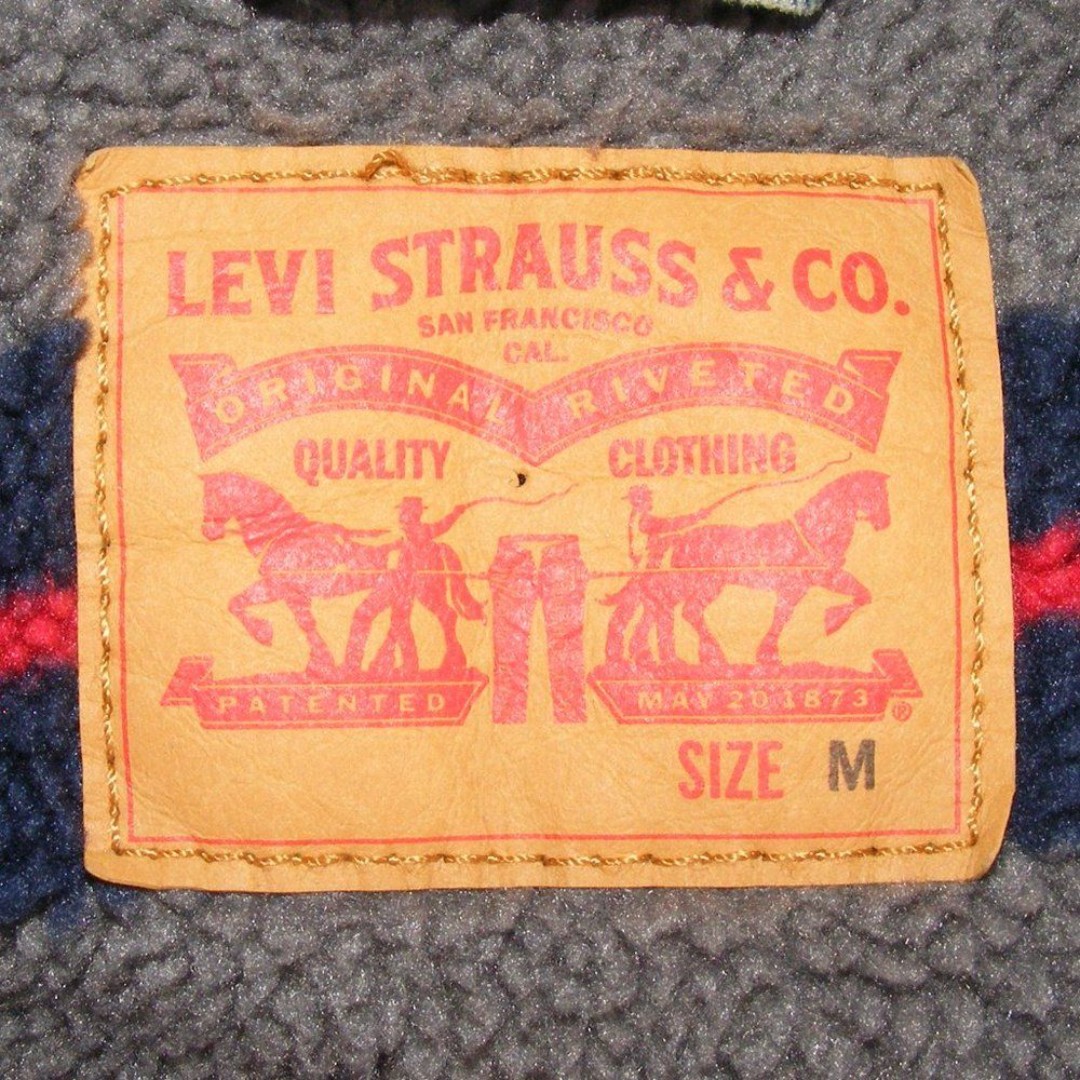 LEVI STRAUSS & CO.
SAN FRANCISCO
CAL.
ORIGINAL RIVETED
QUALITY CLOTHING
PATENTED MAY 20 1873 ®
SIZE M